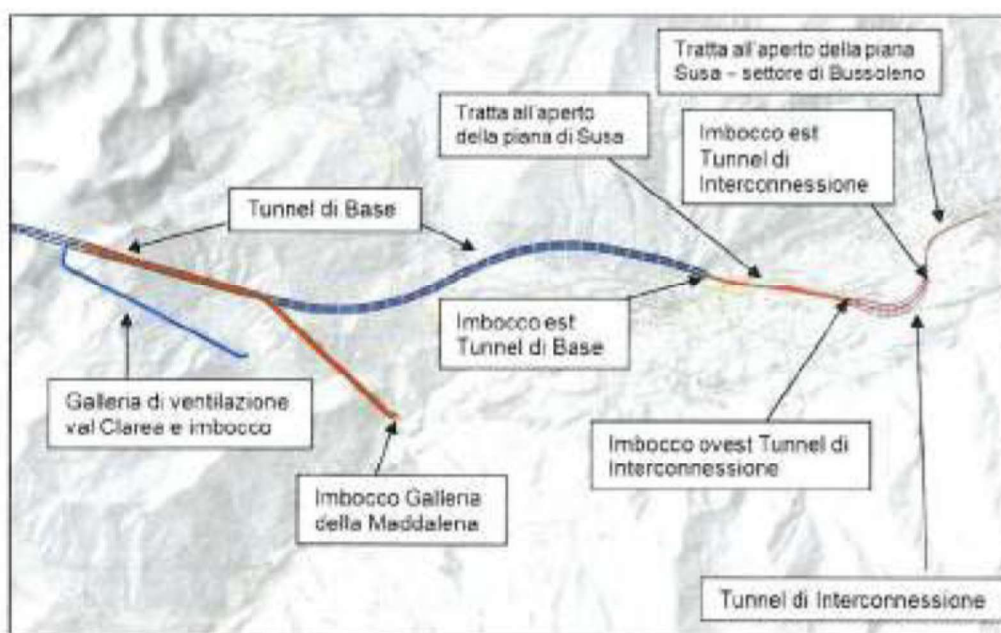 Tratta all'aperto della piana
Susa – settore di Bussoleno
Tratta all'aperto
della piana di Susa
Imbocco est
Tunnel di
Interconnessione
Tunnel di Base
Imbocco est
Tunnel di Base
Galleria di ventilazione
val Clarea e imbocco
Imbocco ovest Tunnel di
Interconnessione
Imbocco Galleria
della Maddalena
Tunnel di Interconnessione